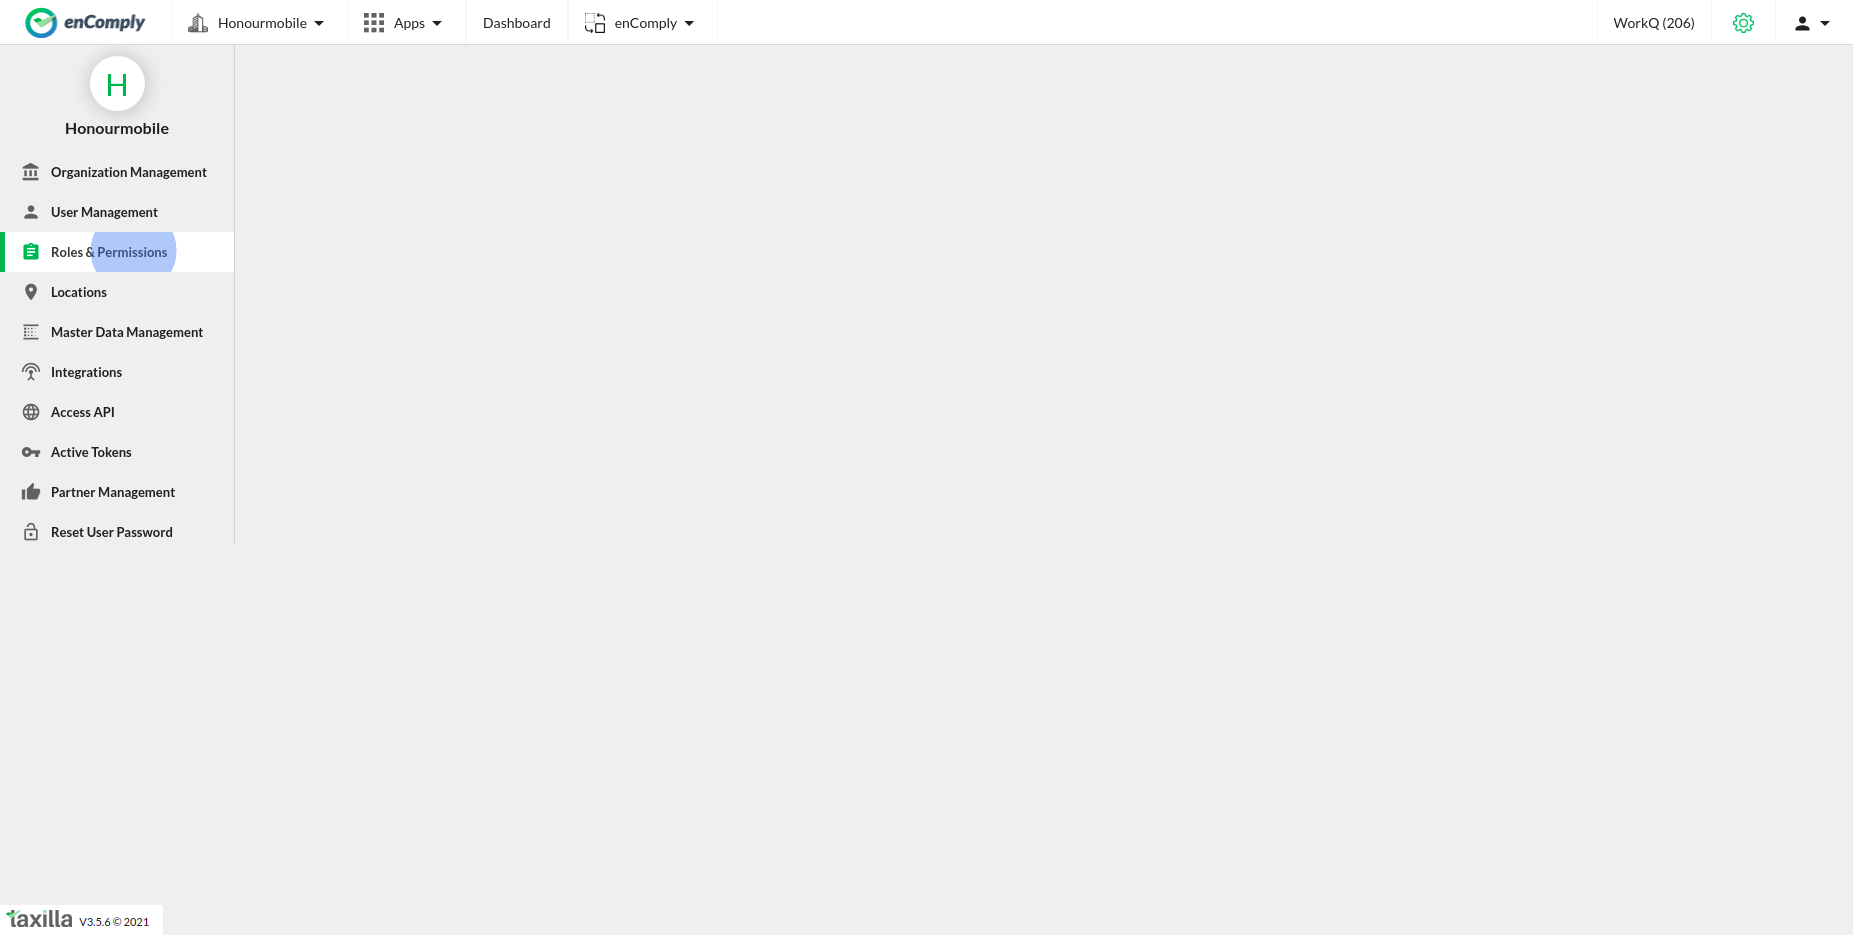 enComply
Honourmobile
Apps
Dashboard
enComply
WorkQ (206)
H
Honourmobile
Organization Management
User Management
Roles & Permissions
Locations
Master Data Management
Integrations
Access API
Active Tokens
Partner Management
Reset User Password
taxilla V3.5.6 © 2021